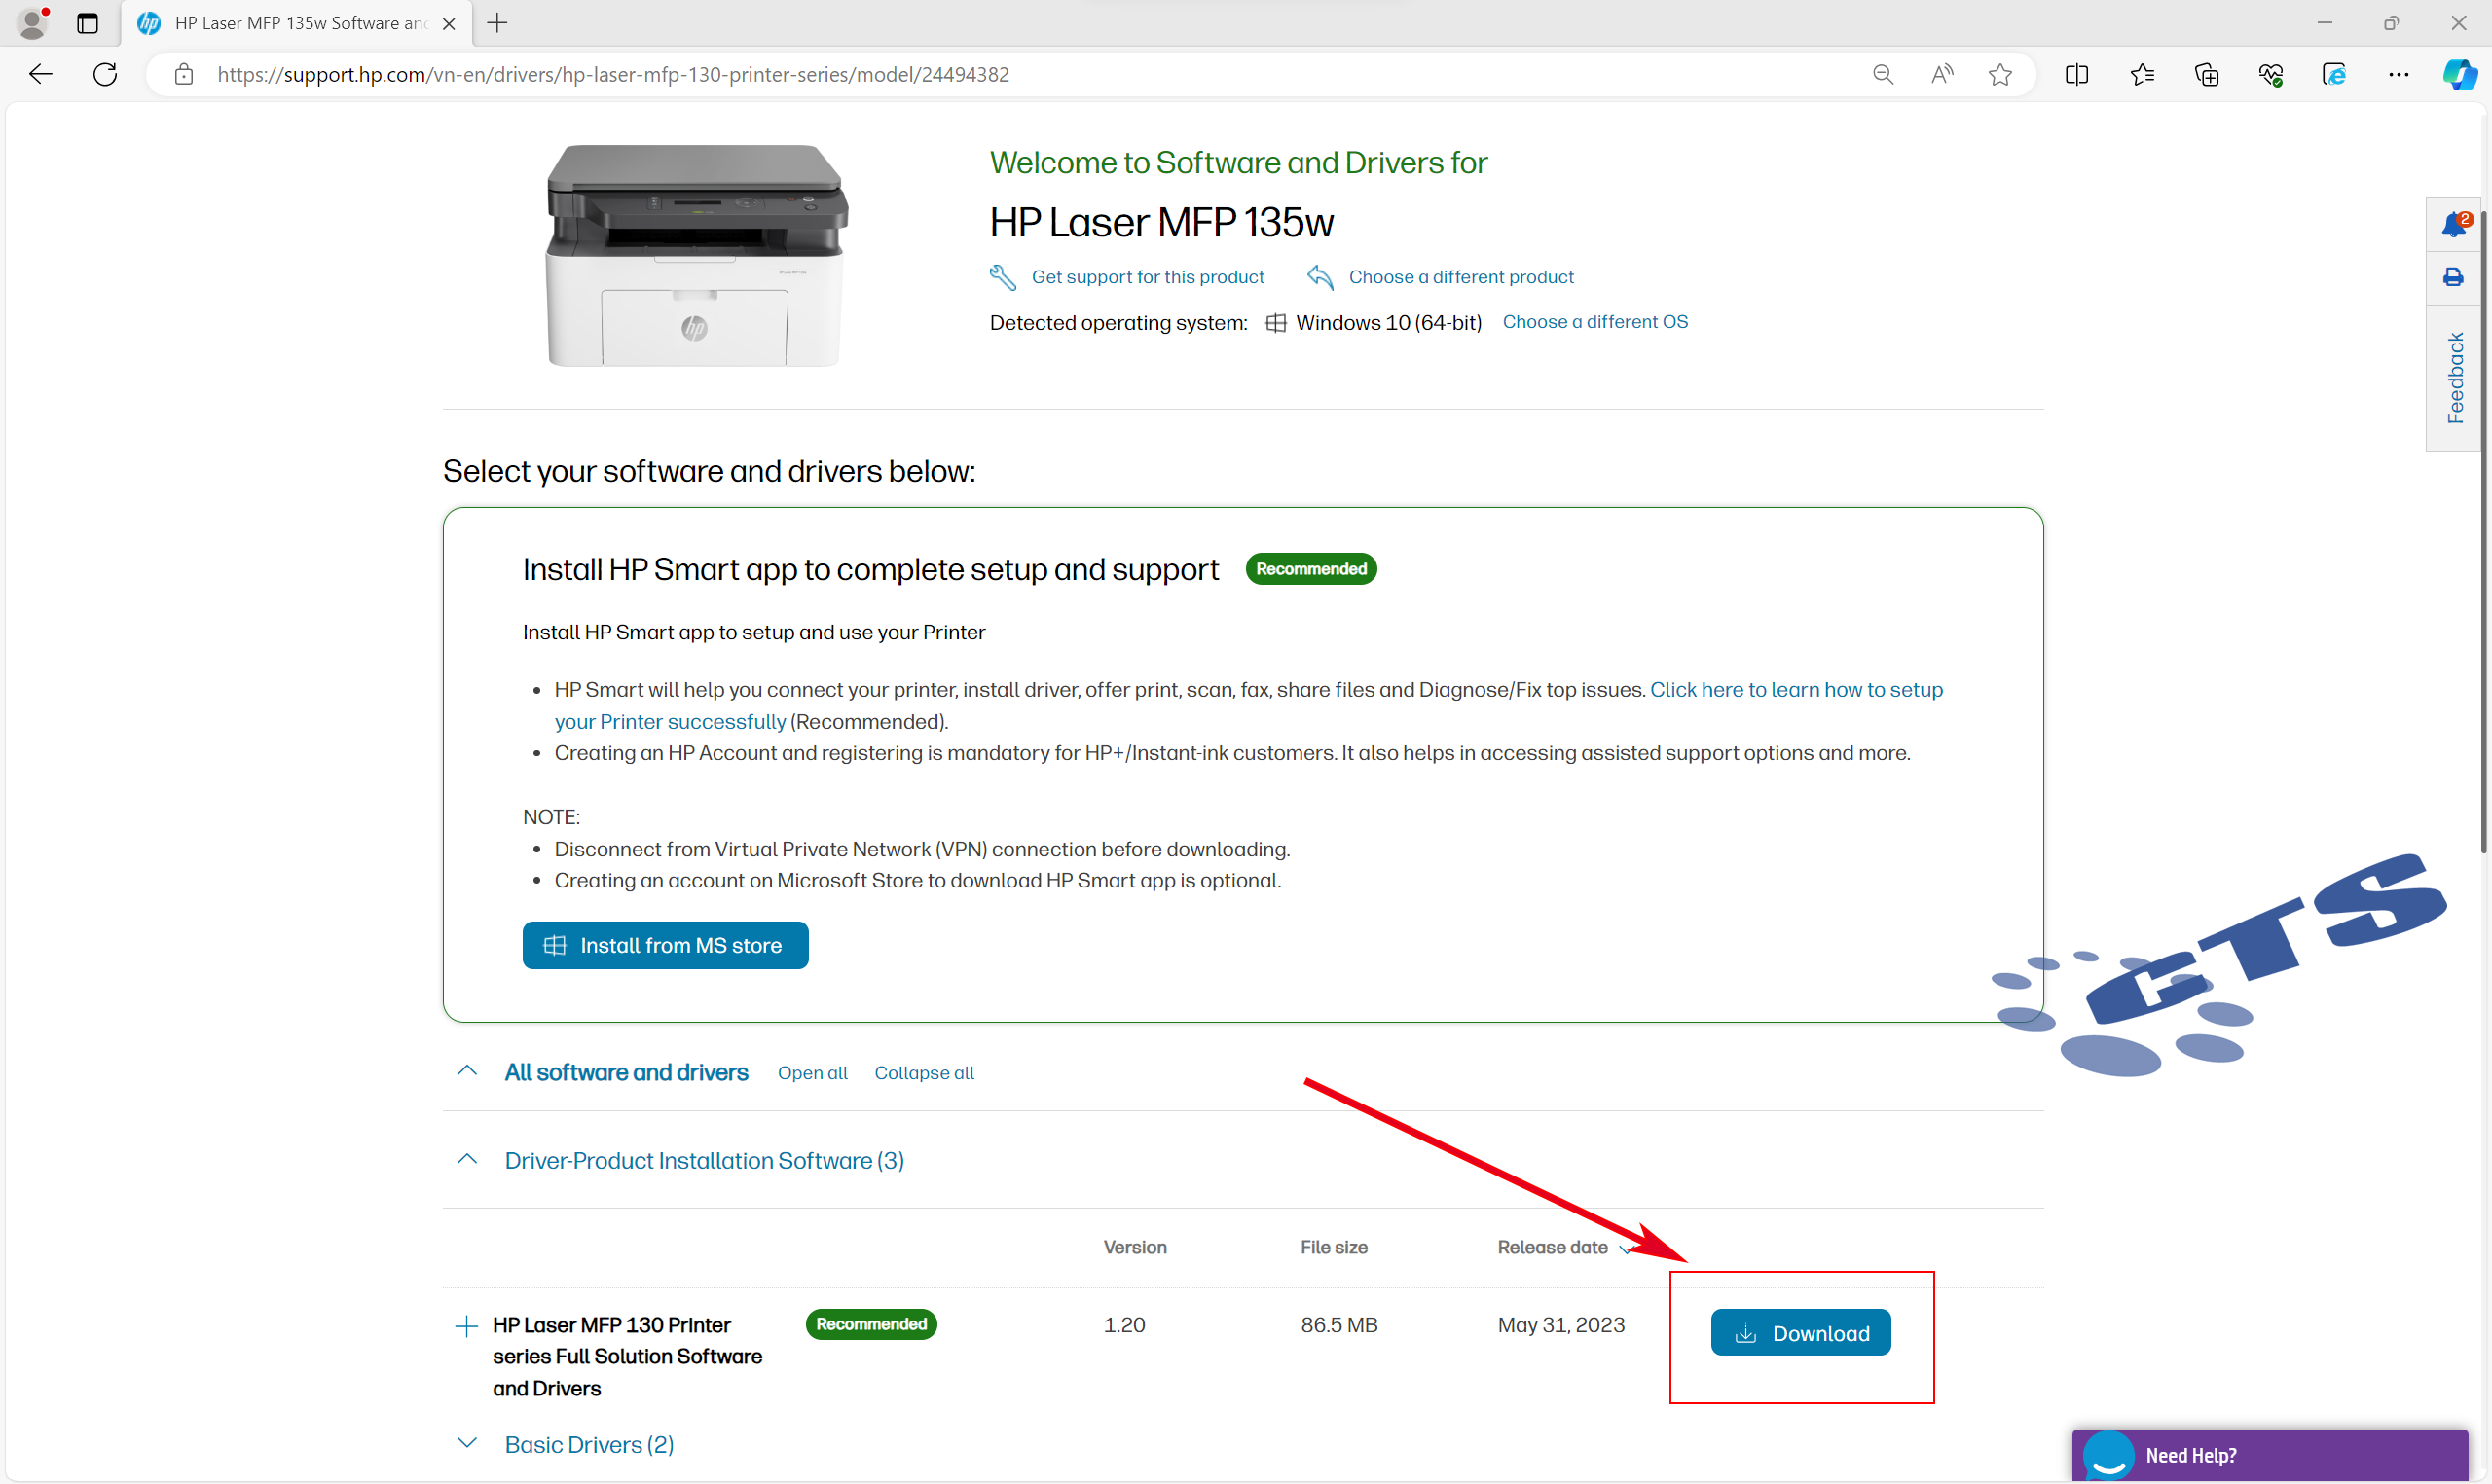 HP Laser MFP 135w Software and
https://support.hp.com/vn-en/drivers/hp-laser-mfp-130-printer-series/model/24494382
Welcome to Software and Drivers for
HP Laser MFP 135w
Get support for this product
Choose a different product
Detected operating system: Windows 10 (64-bit) Choose a different OS
2
Feedback
hp
Select your software and drivers below:
Install HP Smart app to complete setup and support Recommended
Install HP Smart app to setup and use your Printer
• HP Smart will help you connect your printer, install driver, offer print, scan, fax, share files and Diagnose/Fix top issues. Click here to learn how to setup
your Printer successfully (Recommended).
• Creating an HP Account and registering is mandatory for HP+/Instant-ink customers. It also helps in accessing assisted support options and more.
NOTE:
• Disconnect from Virtual Private Network (VPN) connection before downloading.
• Creating an account on Microsoft Store to download HP Smart app is optional.
Install from MS store
CTS
All software and drivers Open all Collapse all
Driver-Product Installation Software (3)
Version File size Release date
HP Laser MFP 130 Printer Recommended 1.20 86.5 MB May 31, 2023 Download
series Full Solution Software
and Drivers
Basic Drivers (2)
Need Help?